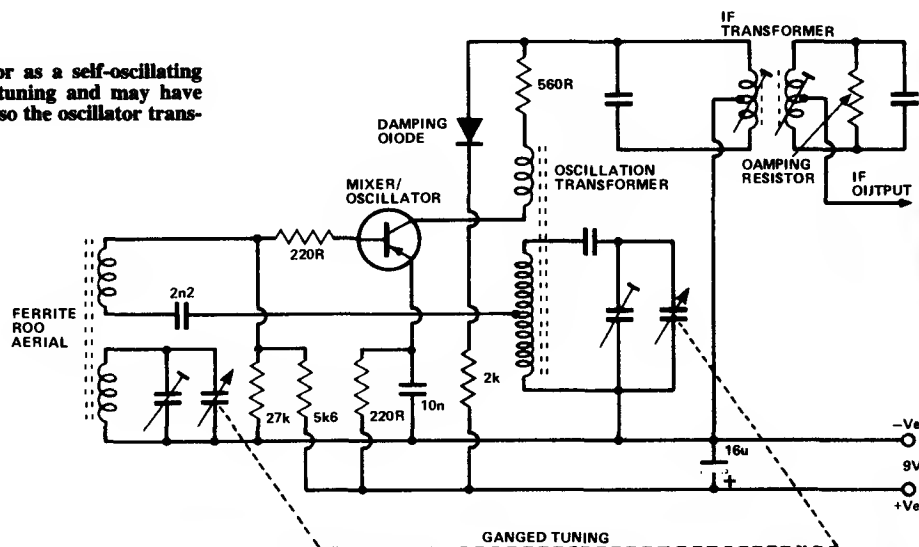 or as a self-oscillating
tuning and may have
so the oscillator trans-
IF
TRANSFORMER
560R
DAMPING
OIODE
OSCILLATION
TRANSFORMER
OAMPING
RESISTOR
IF
OUTPUT
MIXER/
OSCILLATOR
220R
2n2
FERRITE
ROO
AERIAL
27k
5k6
220R
10n
2k
16u
+
–Ve
9V
+Ve
GANGED TUNING